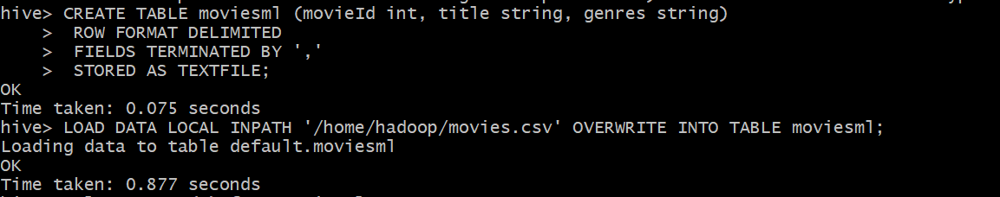 hive> CREATE TABLE moviesml (movieId int, title string, genres string)
    >  ROW FORMAT DELIMITED
    >  FIELDS TERMINATED BY ','
    >  STORED AS TEXTFILE;
OK
Time taken: 0.075 seconds
hive> LOAD DATA LOCAL INPATH '/home/hadoop/movies.csv' OVERWRITE INTO TABLE moviesml;
Loading data to table default.moviesml
OK
Time taken: 0.877 seconds